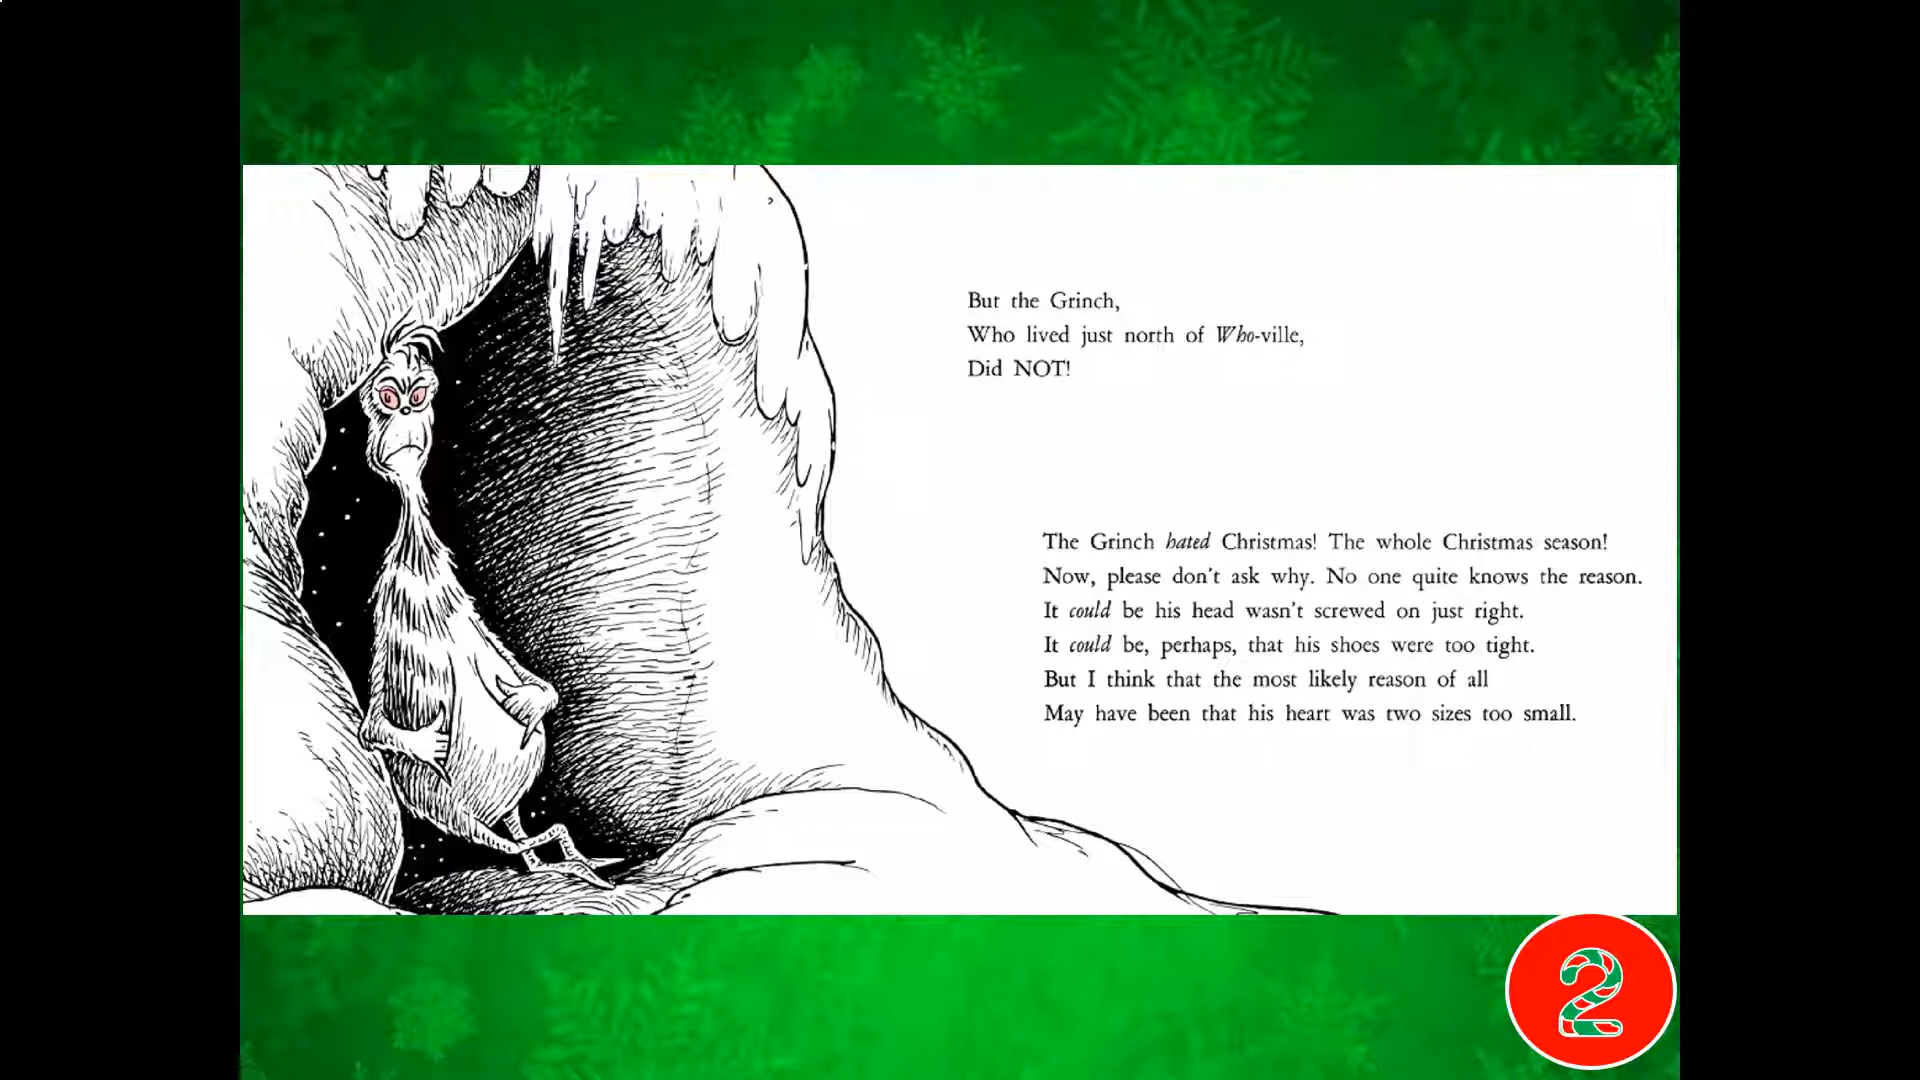 But the Grinch,
Who lived just north of Who-ville,
Did NOT!
The Grinch hated Christmas! The whole Christmas season!
Now, please don't ask why. No one quite knows the reason.
It could be his head wasn't screwed on just right.
It could be, perhaps, that his shoes were too tight.
But I think that the most likely reason of all
May have been that his heart was two sizes too small.
2